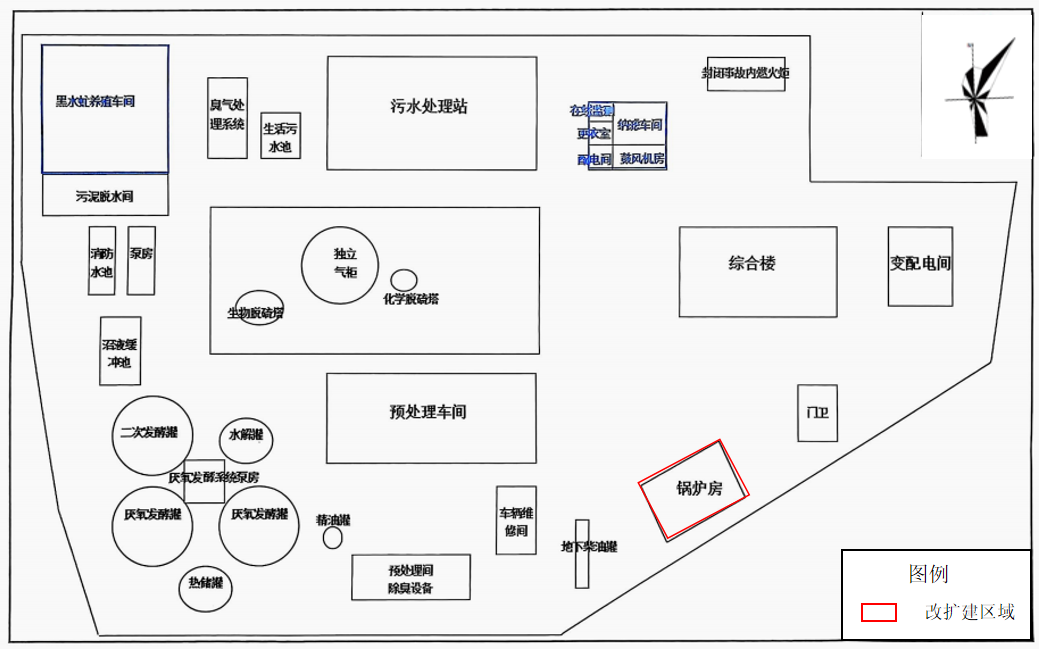 黑水虻养殖车间
臭气处
理系统
生活污
水池
污水处理站
在线监测
更衣室
配电间
纳滤车间
鼓风机房
封闭事故内燃火炬
污泥脱水间
消防
水池
泵房
独立
气柜
生物脱硫塔
化学脱硫塔
综合楼
变配电间
沼液缓
冲池
预处理车间
门卫
二次发酵罐
水解罐
厌氧发酵系统泵房
厌氧发酵罐
厌氧发酵罐
热储罐
精油罐
预处理间
除臭设备
车辆维
修间
地下柴油罐
锅炉房
图例
改扩建区域